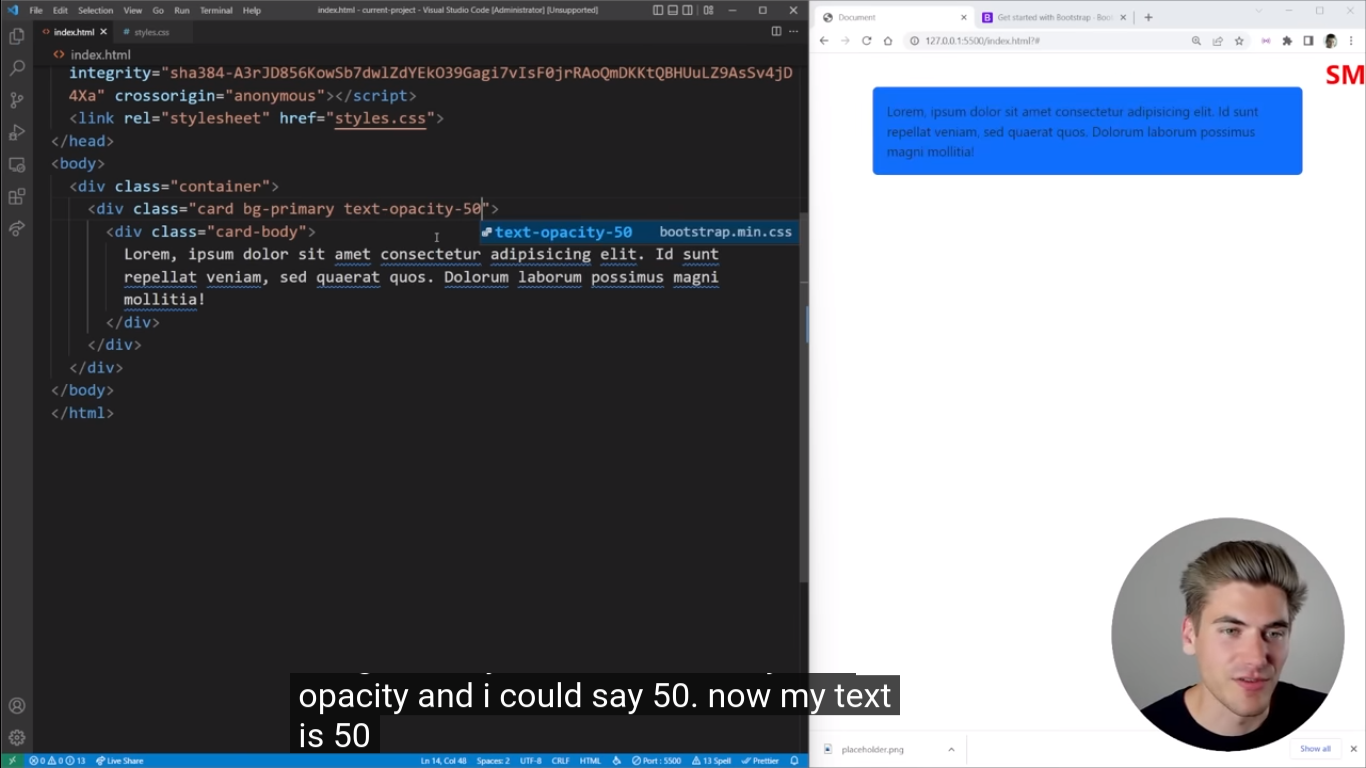 File Edit Selection View Go Run Terminal Help
index.html - current-project - Visual Studio Code [Administrator] [Unsupported]
index.html
styles.css
index.html
integrity="sha384-A3rJD856KowSb7dwlZdYEkO39Gagi7vIsF0jrRAoQmDKKtQBHUuLZ9AsSv4jD
4Xa" crossorigin="anonymous"></script>
<link rel="stylesheet" href="styles.css">
</head>
<body>
<div class="container">
<div class="card bg-primary text-opacity-50">
text-opacity-50 bootstrap.min.css
<div class="card-body">
Lorem, ipsum dolor sit amet consectetur adipisicing elit. Id sunt
repellat veniam, sed quaerat quos. Dolorum laborum possimus magni
mollitia!
</div>
</div>
</div>
</body>
</html>
0 0 13 Live Share
Ln 14, Col 48 Spaces: 2 UTF-8 CRLF HTML Port : 5500 13 Spell Prettier
Document
Get started with Bootstrap · Boo
127.0.0.1:5500/index.html?#
SM
Lorem, ipsum dolor sit amet consectetur adipisicing elit. Id sunt
repellat veniam, sed quaerat quos. Dolorum laborum possimus
magni mollitia!
placeholder.png
Show all
opacity and i could say 50. now my text
is 50